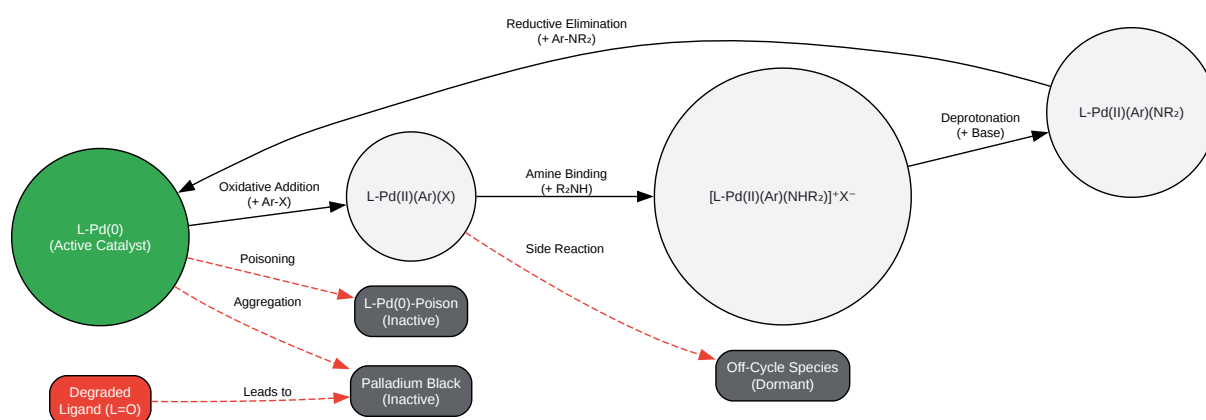 Reductive Elimination
(+ Ar-NR₂)
L-Pd(II)(Ar)(NR₂)
Deprotonation
(+ Base)
Oxidative Addition
(+ Ar-X)
L-Pd(II)(Ar)(X)
Amine Binding
(+ R₂NH)
[L-Pd(II)(Ar)(NHR₂)]⁺X⁻
L-Pd(0)
(Active Catalyst)
Poisoning
Side Reaction
Aggregation
L-Pd(0)-Poison
(Inactive)
Off-Cycle Species
(Dormant)
Degraded
Ligand (L=O)
Leads to
Palladium Black
(Inactive)